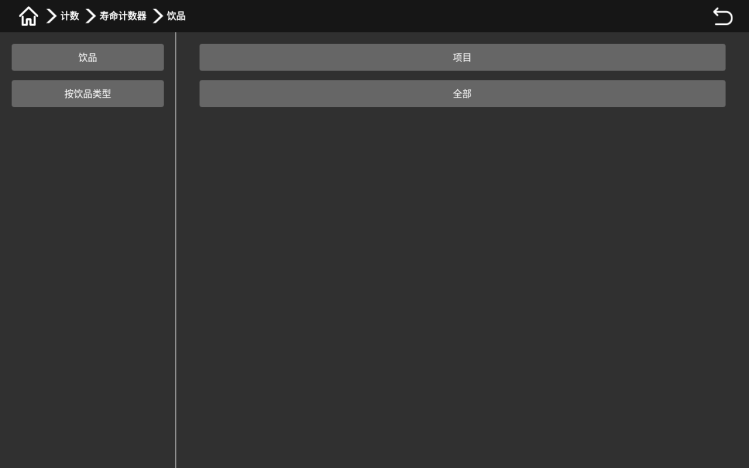 计数 寿命计数器 饮品
饮品
按饮品类型
项目
全部